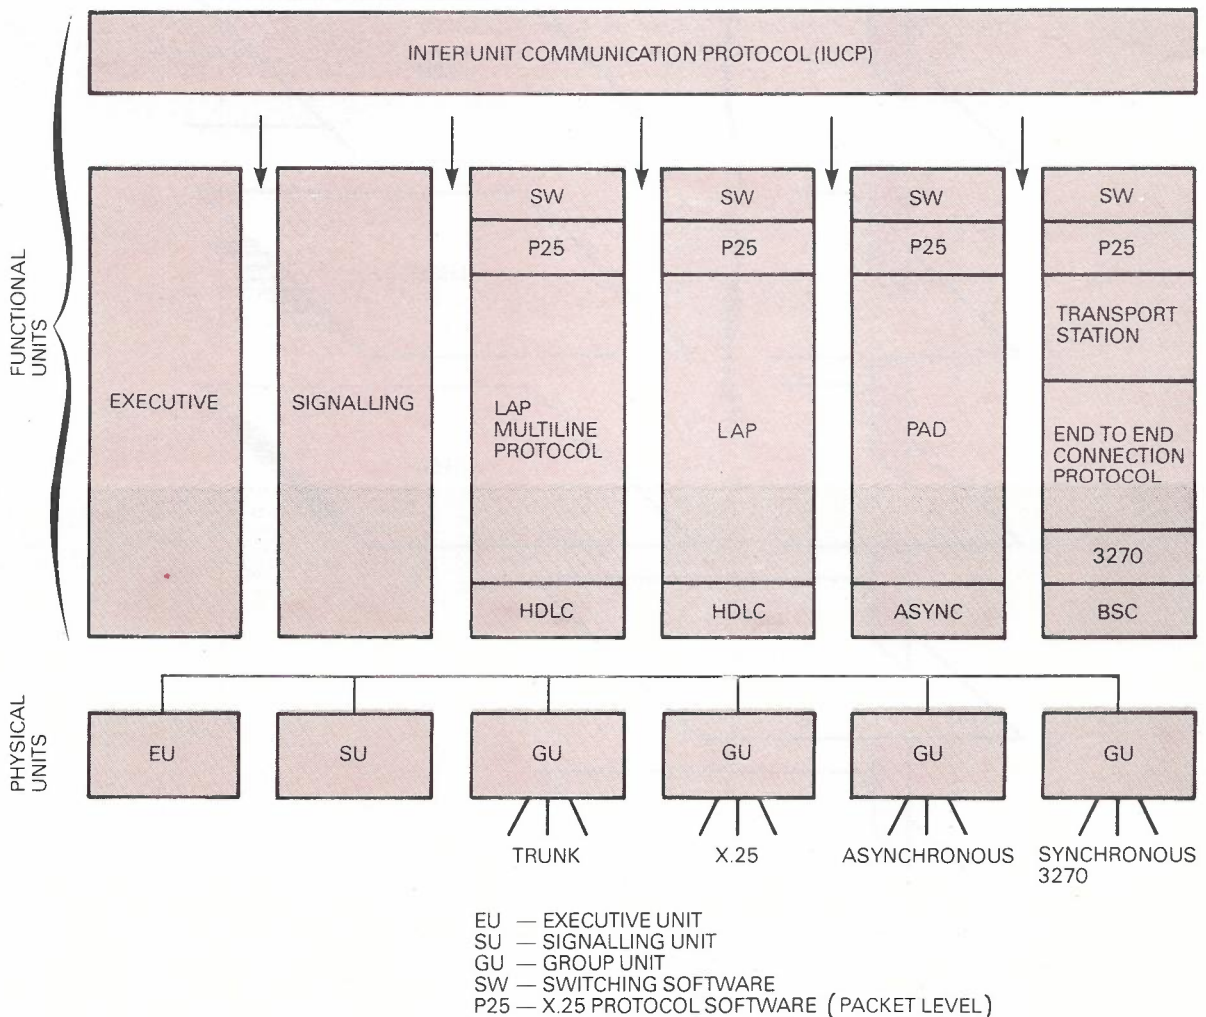 INTER UNIT COMMUNICATION PROTOCOL (IUCP)
FUNCTIONAL
UNITS
EXECUTIVE
SIGNALLING
SW
P25
LAP
MULTILINE
PROTOCOL
HDLC
SW
P25
LAP
HDLC
SW
P25
PAD
ASYNC
SW
P25
TRANSPORT
STATION
END TO END
CONNECTION
PROTOCOL
3270
BSC
PHYSICAL
UNITS
EU
SU
GU
GU
GU
GU
TRUNK
X.25
ASYNCHRONOUS
SYNCHRONOUS
3270
EU — EXECUTIVE UNIT
SU — SIGNALLING UNIT
GU — GROUP UNIT
SW — SWITCHING SOFTWARE
P25 — X.25 PROTOCOL SOFTWARE (PACKET LEVEL)